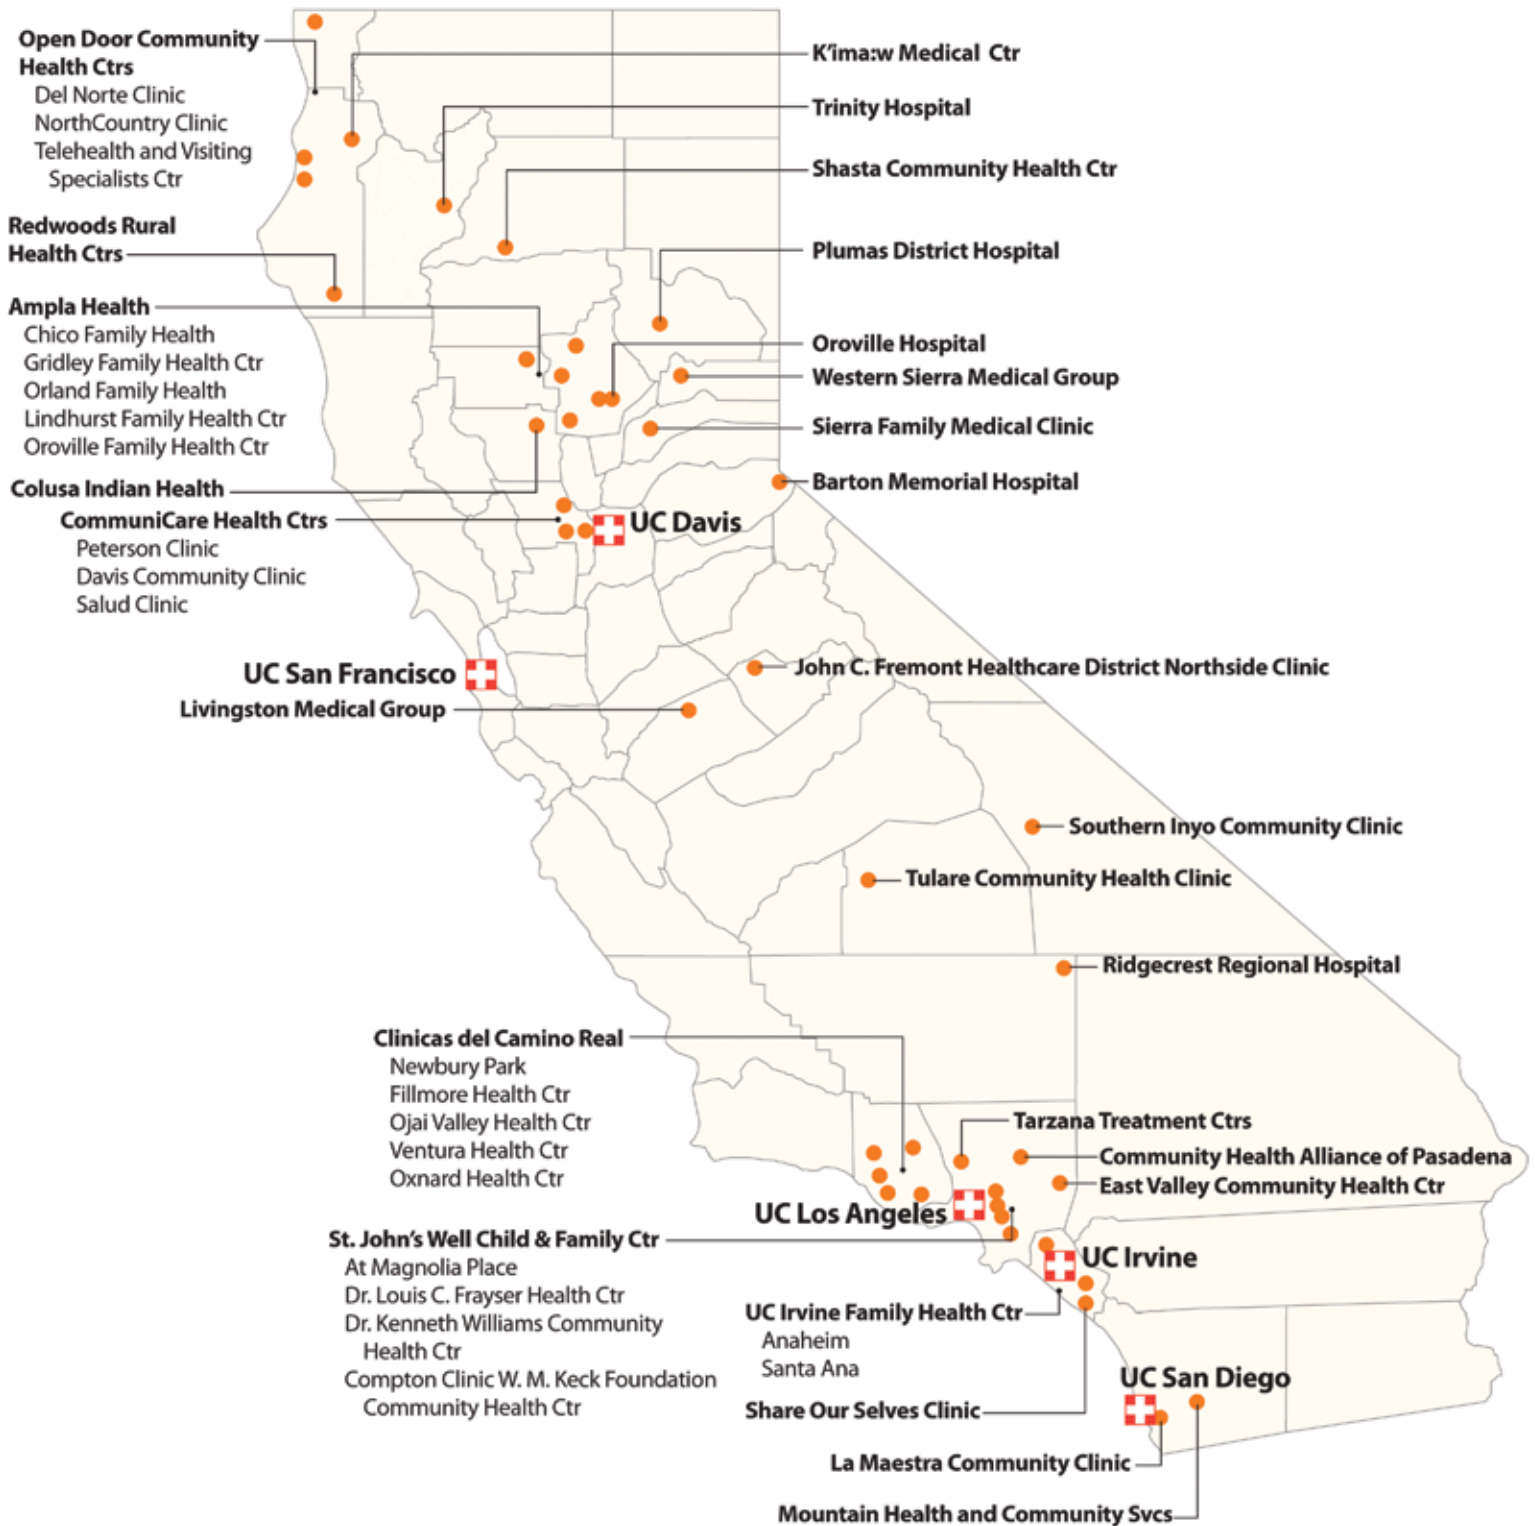 Open Door Community
Health Ctrs
Del Norte Clinic
NorthCountry Clinic
Telehealth and Visiting
Specialists Ctr
Redwoods Rural
Health Ctrs
Ampla Health
Chico Family Health
Gridley Family Health Ctr
Orland Family Health
Lindhurst Family Health Ctr
Oroville Family Health Ctr
Colusa Indian Health
CommuniCare Health Ctrs
Peterson Clinic
Davis Community Clinic
Salud Clinic
K'ima:w Medical Ctr
Trinity Hospital
Shasta Community Health Ctr
Plumas District Hospital
Oroville Hospital
Western Sierra Medical Group
Sierra Family Medical Clinic
Barton Memorial Hospital
UC Davis
UC San Francisco
Livingston Medical Group
John C. Fremont Healthcare District Northside Clinic
Southern Inyo Community Clinic
Tulare Community Health Clinic
Ridgecrest Regional Hospital
Clinicas del Camino Real
Newbury Park
Fillmore Health Ctr
Ojai Valley Health Ctr
Ventura Health Ctr
Oxnard Health Ctr
Tarzana Treatment Ctrs
Community Health Alliance of Pasadena
East Valley Community Health Ctr
UC Los Angeles
St. John's Well Child & Family Ctr
At Magnolia Place
Dr. Louis C. Frayser Health Ctr
Dr. Kenneth Williams Community
Health Ctr
Compton Clinic W. M. Keck Foundation
Community Health Ctr
UC Irvine
UC Irvine Family Health Ctr
Anaheim
Santa Ana
Share Our Selves Clinic
UC San Diego
La Maestra Community Clinic
Mountain Health and Community Svcs